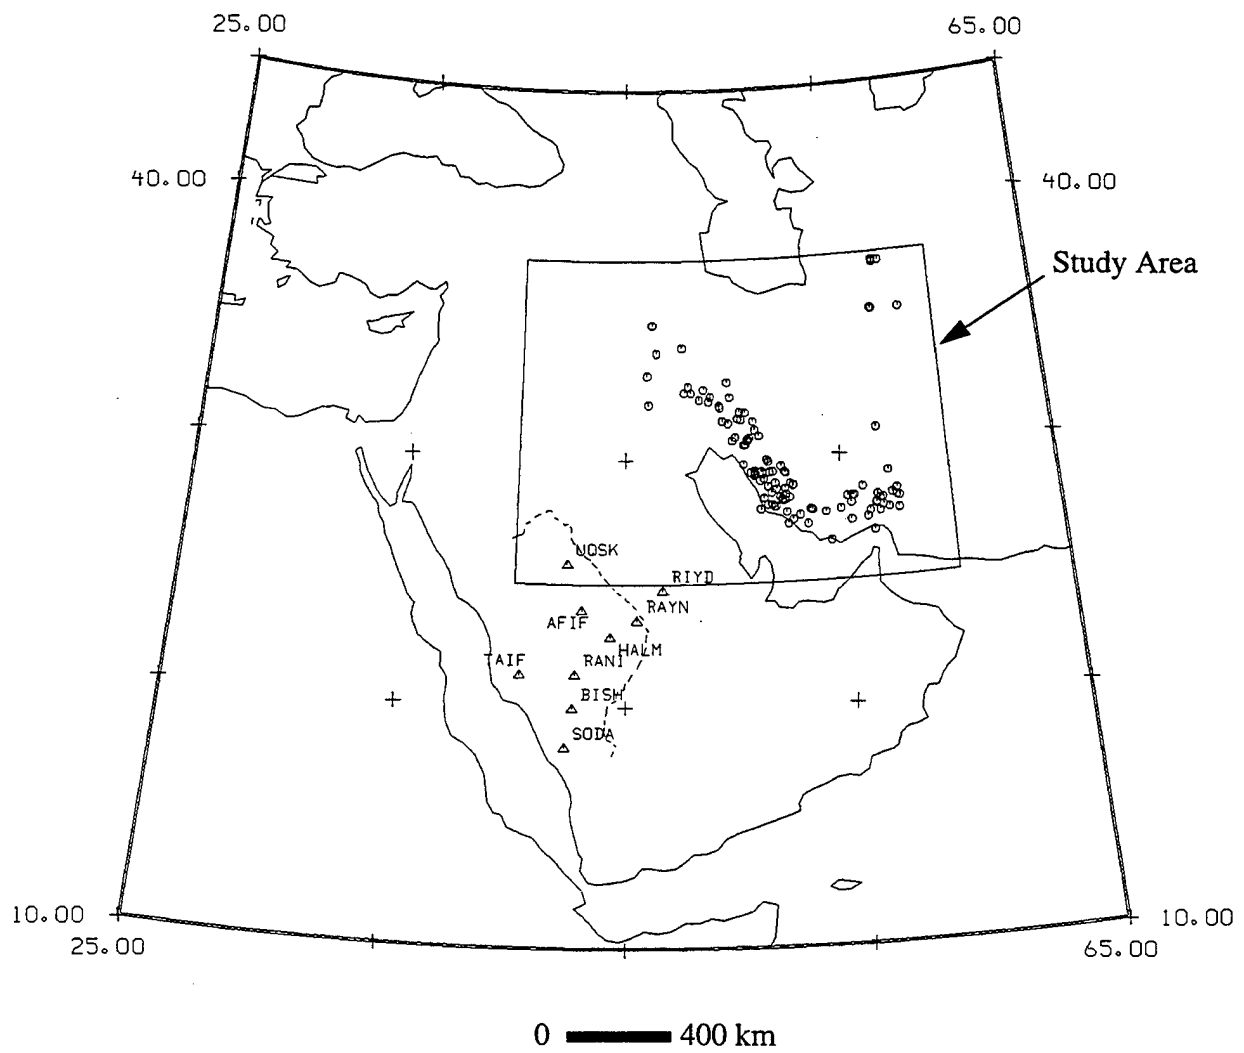 25.00
65.00
40.00
40.00
Study Area
UQSK
RIYD
RAYN
AFIF
HALM
TAIF
RANI
BISH
SODA
10.00
10.00
25.00
65.00
0 400 km